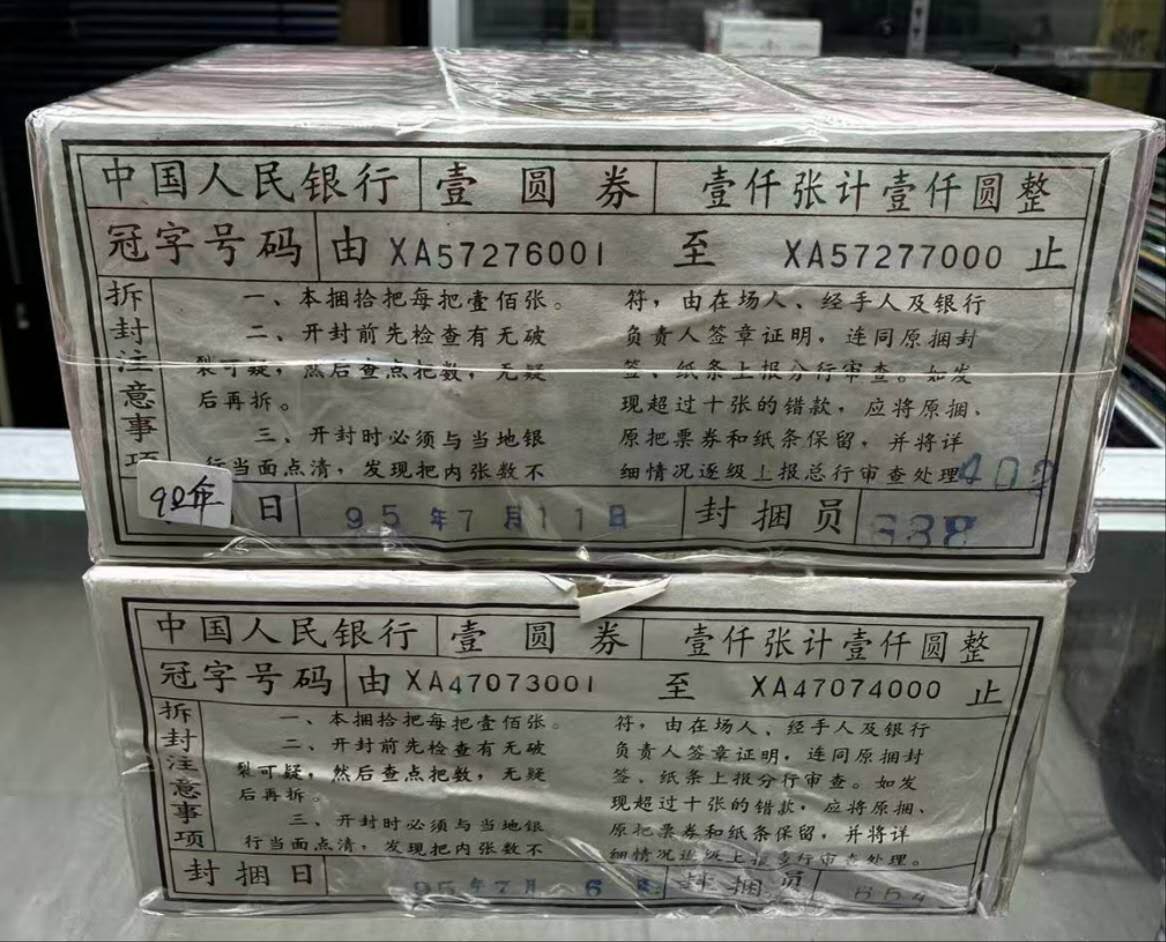 中国人民银行 壹圆券 壹仟张计壹仟圆整
冠字号码 由 XA57276001 至 XA57277000 止
拆封注意事项
一、本捆拾把每把壹佰张。
二、开封前先检查有无破
裂可疑，然后查点把数，无疑
后再拆。
三、开封时必须与当地银
行当面点清，发现把内张数不
符，由在场人、经手人及银行
负责人签章证明，连同原捆封
签、纸条上报分行审查。如发
现超过十张的错款，应将原捆、
原把票券和纸条保留，并将详
细情况逐级上报总行审查处理
402
90年
日 95年7月11日 封捆员 638
中国人民银行 壹圆券 壹仟张计壹仟圆整
冠字号码 由 XA47073001 至 XA47074000 止
拆封注意事项
一、本捆拾把每把壹佰张。
二、开封前先检查有无破
裂可疑，然后查点把数，无疑
后再拆。
三、开封时必须与当地银
行当面点清，发现把内张数不
符，由在场人、经手人及银行
负责人签章证明，连同原捆封
签、纸条上报分行审查。如发
现超过十张的错款，应将原捆、
原把票券和纸条保留，并将详
细情况逐级上报总行审查处理。
封捆日 95年7月6日 封捆员